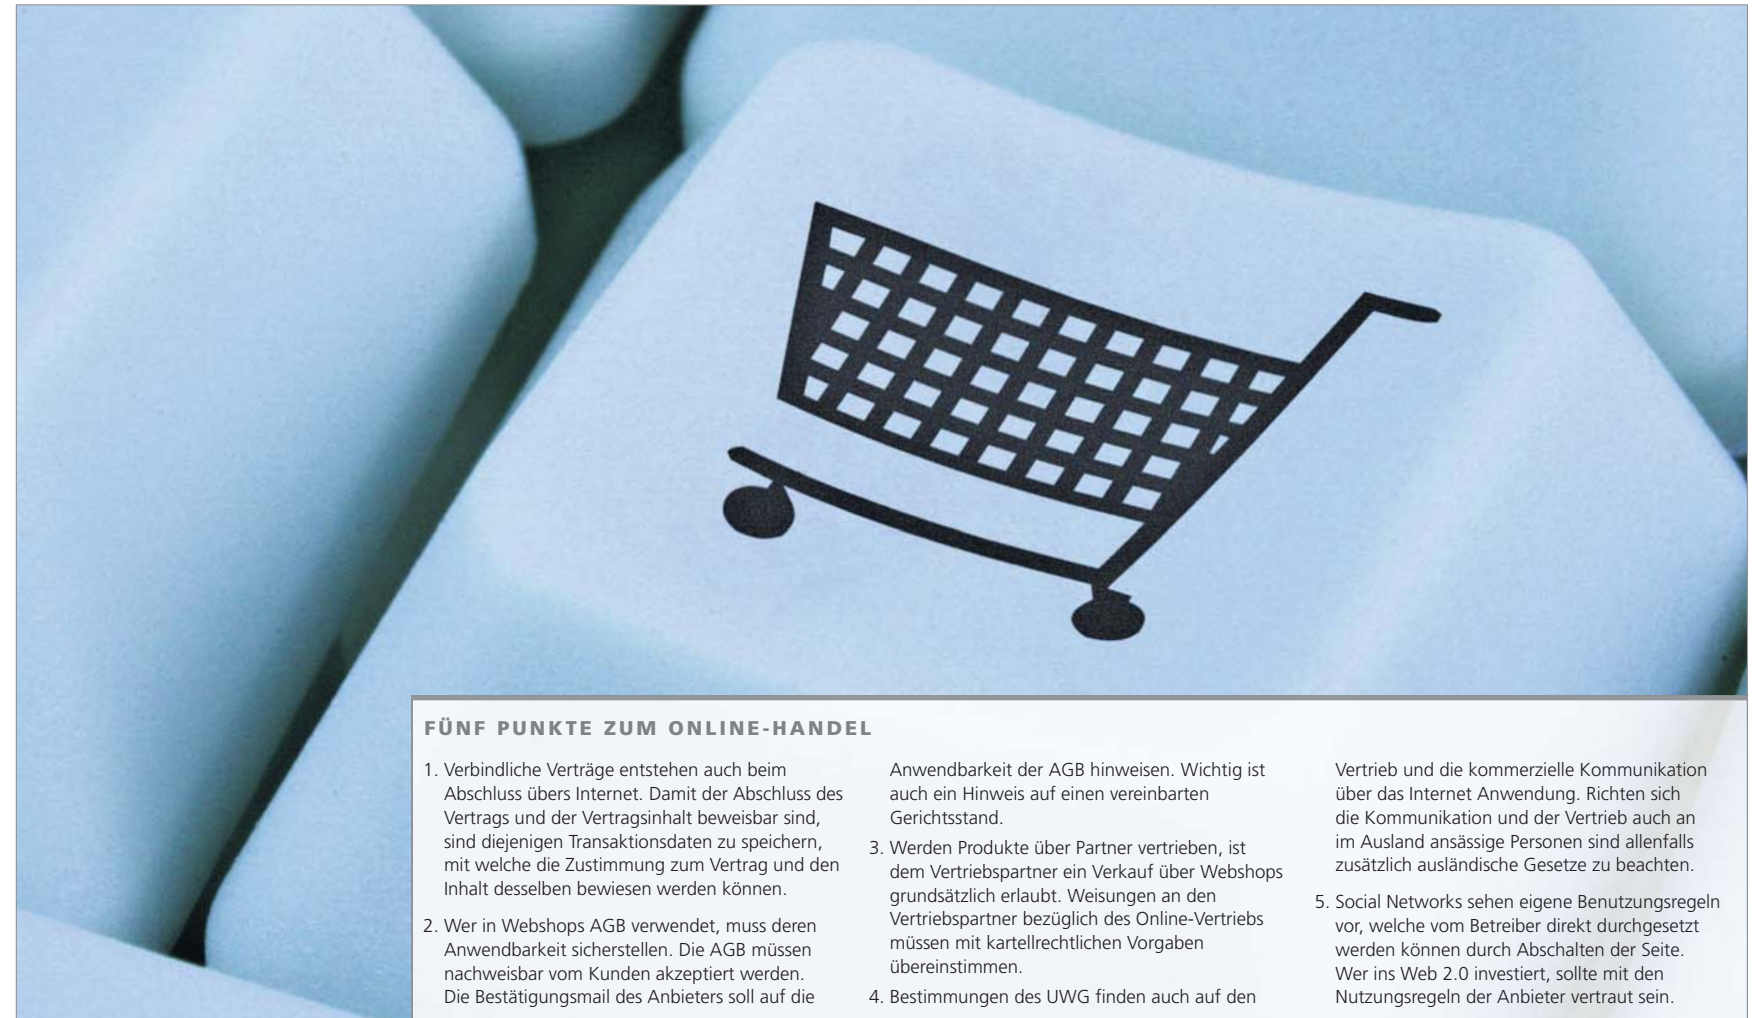 FÜNF PUNKTE ZUM ONLINE-HANDEL
1. Verbindliche Verträge entstehen auch beim
Abschluss übers Internet. Damit der Abschluss des
Vertrags und der Vertragsinhalt beweisbar sind,
sind diejenigen Transaktionsdaten zu speichern,
mit welche die Zustimmung zum Vertrag und den
Inhalt desselben bewiesen werden können.
2. Wer in Webshops AGB verwendet, muss deren
Anwendbarkeit sicherstellen. Die AGB müssen
nachweisbar vom Kunden akzeptiert werden.
Die Bestätigungsmail des Anbieters soll auf die
Anwendbarkeit der AGB hinweisen. Wichtig ist
auch ein Hinweis auf einen vereinbarten
Gerichtsstand.
3. Werden Produkte über Partner vertrieben, ist
dem Vertriebspartner ein Verkauf über Webshops
grundsätzlich erlaubt. Weisungen an den
Vertriebspartner bezüglich des Online-Vertriebs
müssen mit kartellrechtlichen Vorgaben
übereinstimmen.
4. Bestimmungen des UWG finden auch auf den
Vertrieb und die kommerzielle Kommunikation
über das Internet Anwendung. Richten sich
die Kommunikation und der Vertrieb auch an
im Ausland ansässige Personen sind allenfalls
zusätzlich ausländische Gesetze zu beachten.
5. Social Networks sehen eigene Benutzungsregeln
vor, welche vom Betreiber direkt durchgesetzt
werden können durch Abschalten der Seite.
Wer ins Web 2.0 investiert, sollte mit den
Nutzungsregeln der Anbieter vertraut sein.